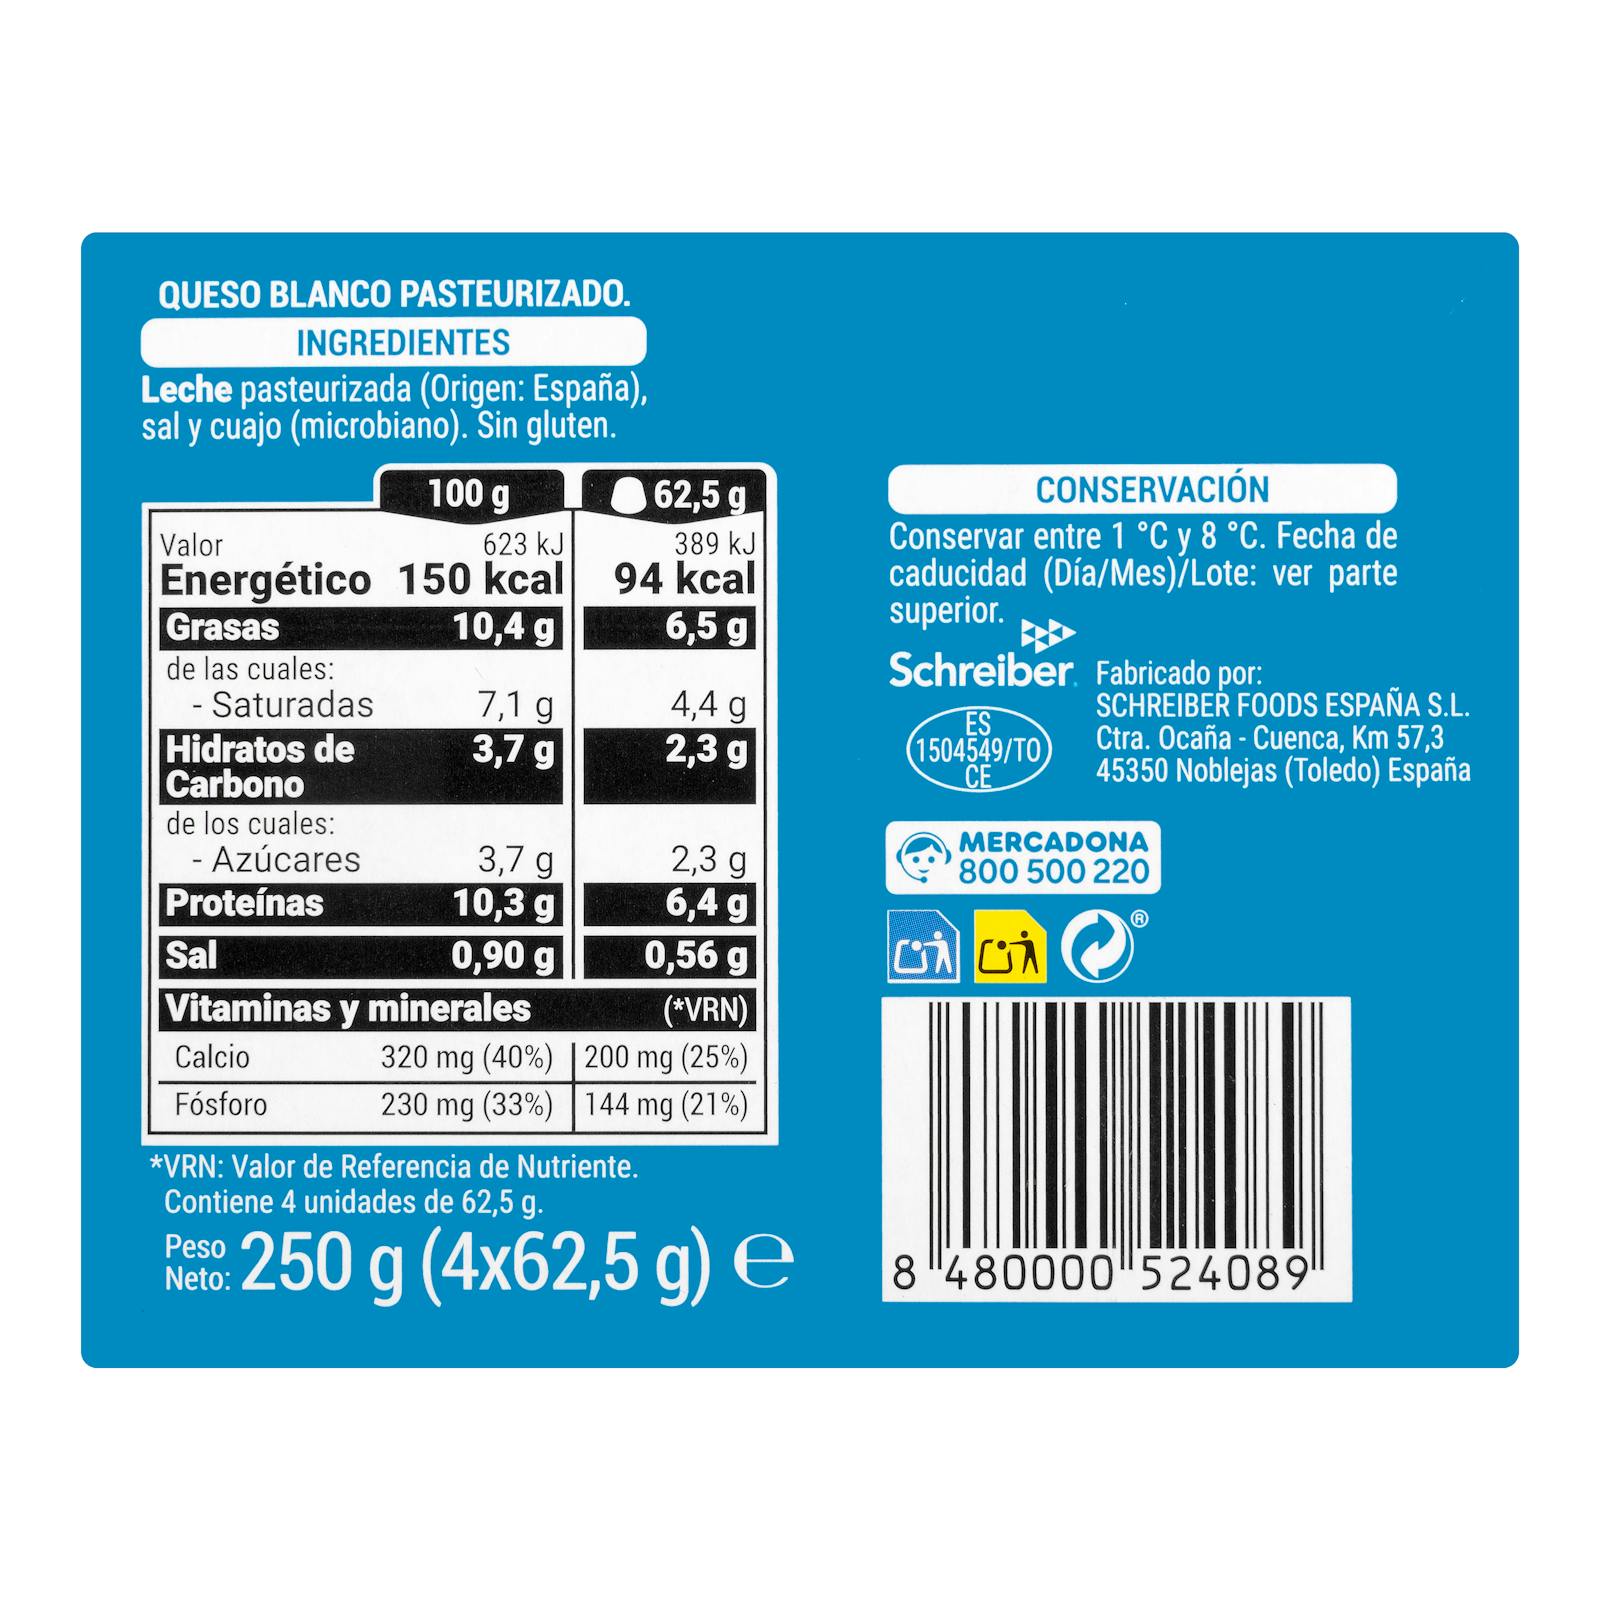 QUESO BLANCO PASTEURIZADO.
INGREDIENTES
Leche pasteurizada (Origen: España),
sal y cuajo (microbiano). Sin gluten.
100 g 62,5 g
Valor 623 kJ 389 kJ
Energético 150 kcal 94 kcal
Grasas 10,4 g 6,5 g
de las cuales:
- Saturadas 7,1 g 4,4 g
Hidratos de 3,7 g 2,3 g
Carbono
de los cuales:
- Azúcares 3,7 g 2,3 g
Proteínas 10,3 g 6,4 g
Sal 0,90 g 0,56 g
Vitaminas y minerales (*VRN)
Calcio 320 mg (40%) 200 mg (25%)
Fósforo 230 mg (33%) 144 mg (21%)
*VRN: Valor de Referencia de Nutriente.
Contiene 4 unidades de 62,5 g.
Peso
Neto: 250 g (4x62,5 g) ℮
CONSERVACIÓN
Conservar entre 1 °C y 8 °C. Fecha de
caducidad (Día/Mes)/Lote: ver parte
superior.
Schreiber
Fabricado por:
SCHREIBER FOODS ESPAÑA S.L.
Ctra. Ocaña - Cuenca, Km 57,3
45350 Noblejas (Toledo) España
ES
1504549/TO
CE
MERCADONA
800 500 220
®
8 480000 524089